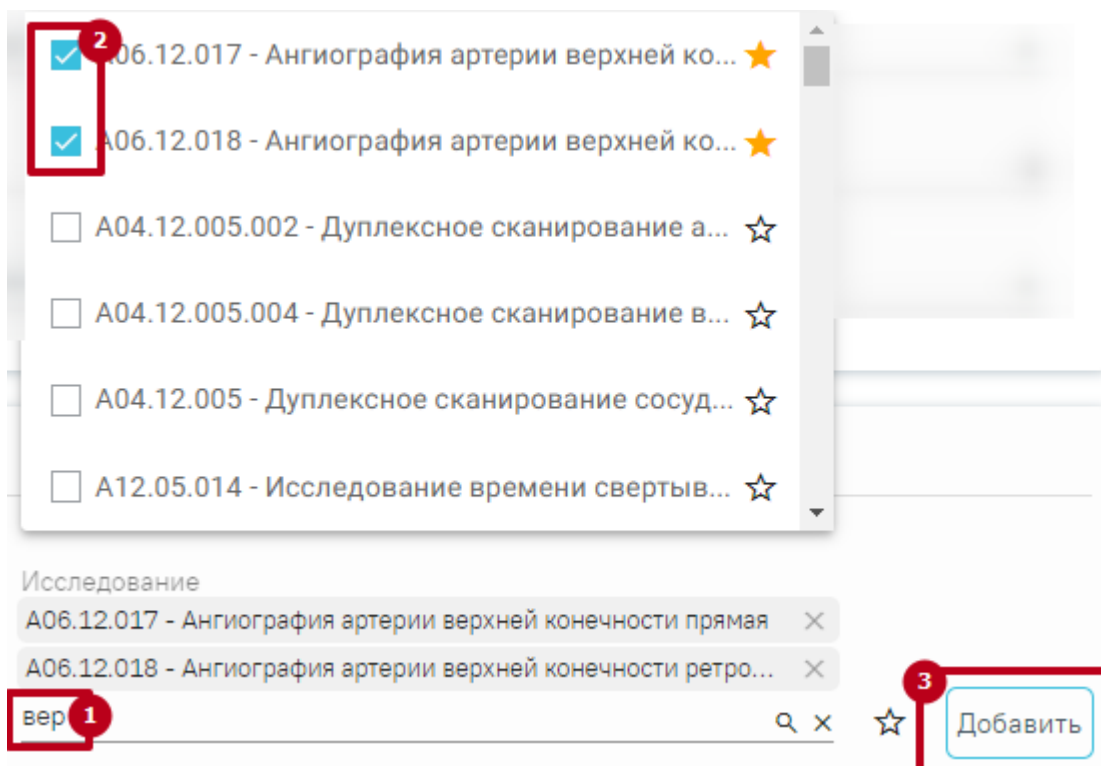 2
A06.12.017 - Ангиография артерии верхней ко...
A06.12.018 - Ангиография артерии верхней ко...
A04.12.005.002 - Дуплексное сканирование а...
A04.12.005.004 - Дуплексное сканирование в...
A04.12.005 - Дуплексное сканирование сосуд...
A12.05.014 - Исследование времени свертыв...
Исследование
A06.12.017 - Ангиография артерии верхней конечности прямая
A06.12.018 - Ангиография артерии верхней конечности ретро...
вер 1
3
Добавить